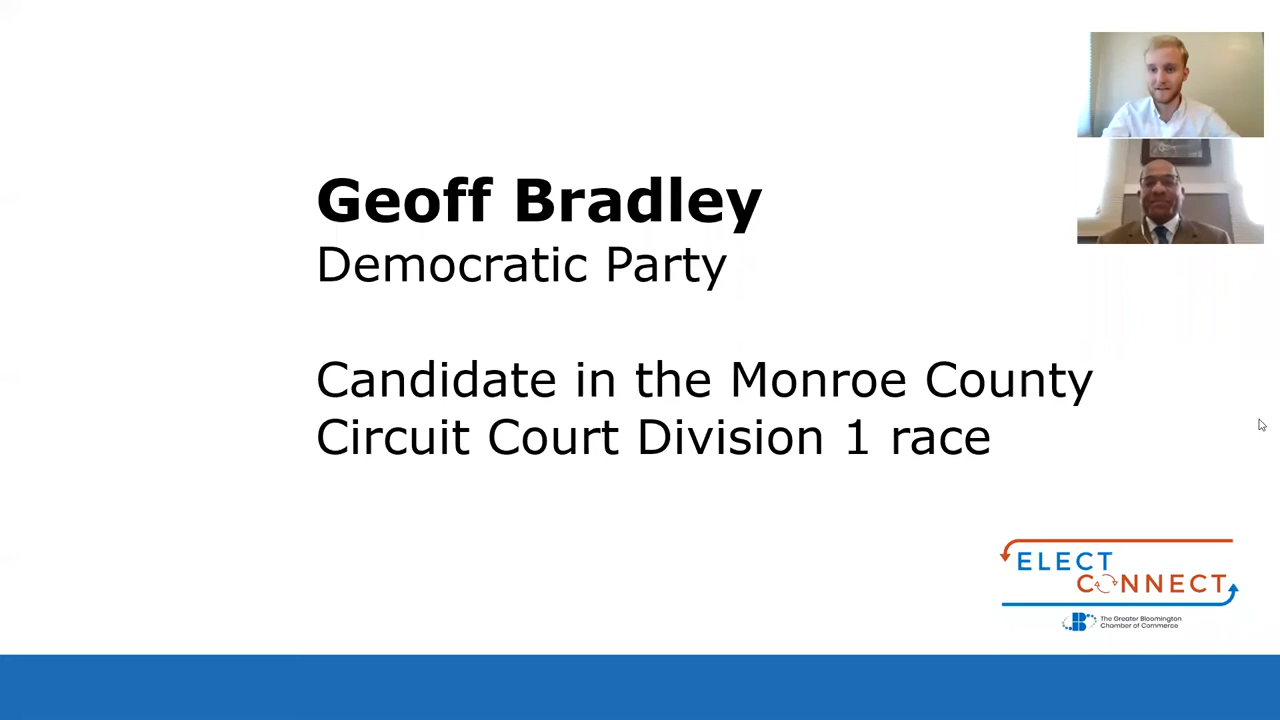 Geoff Bradley
Democratic Party
Candidate in the Monroe County
Circuit Court Division 1 race
ELECT
CONNECT
The Greater Bloomington
Chamber of Commerce